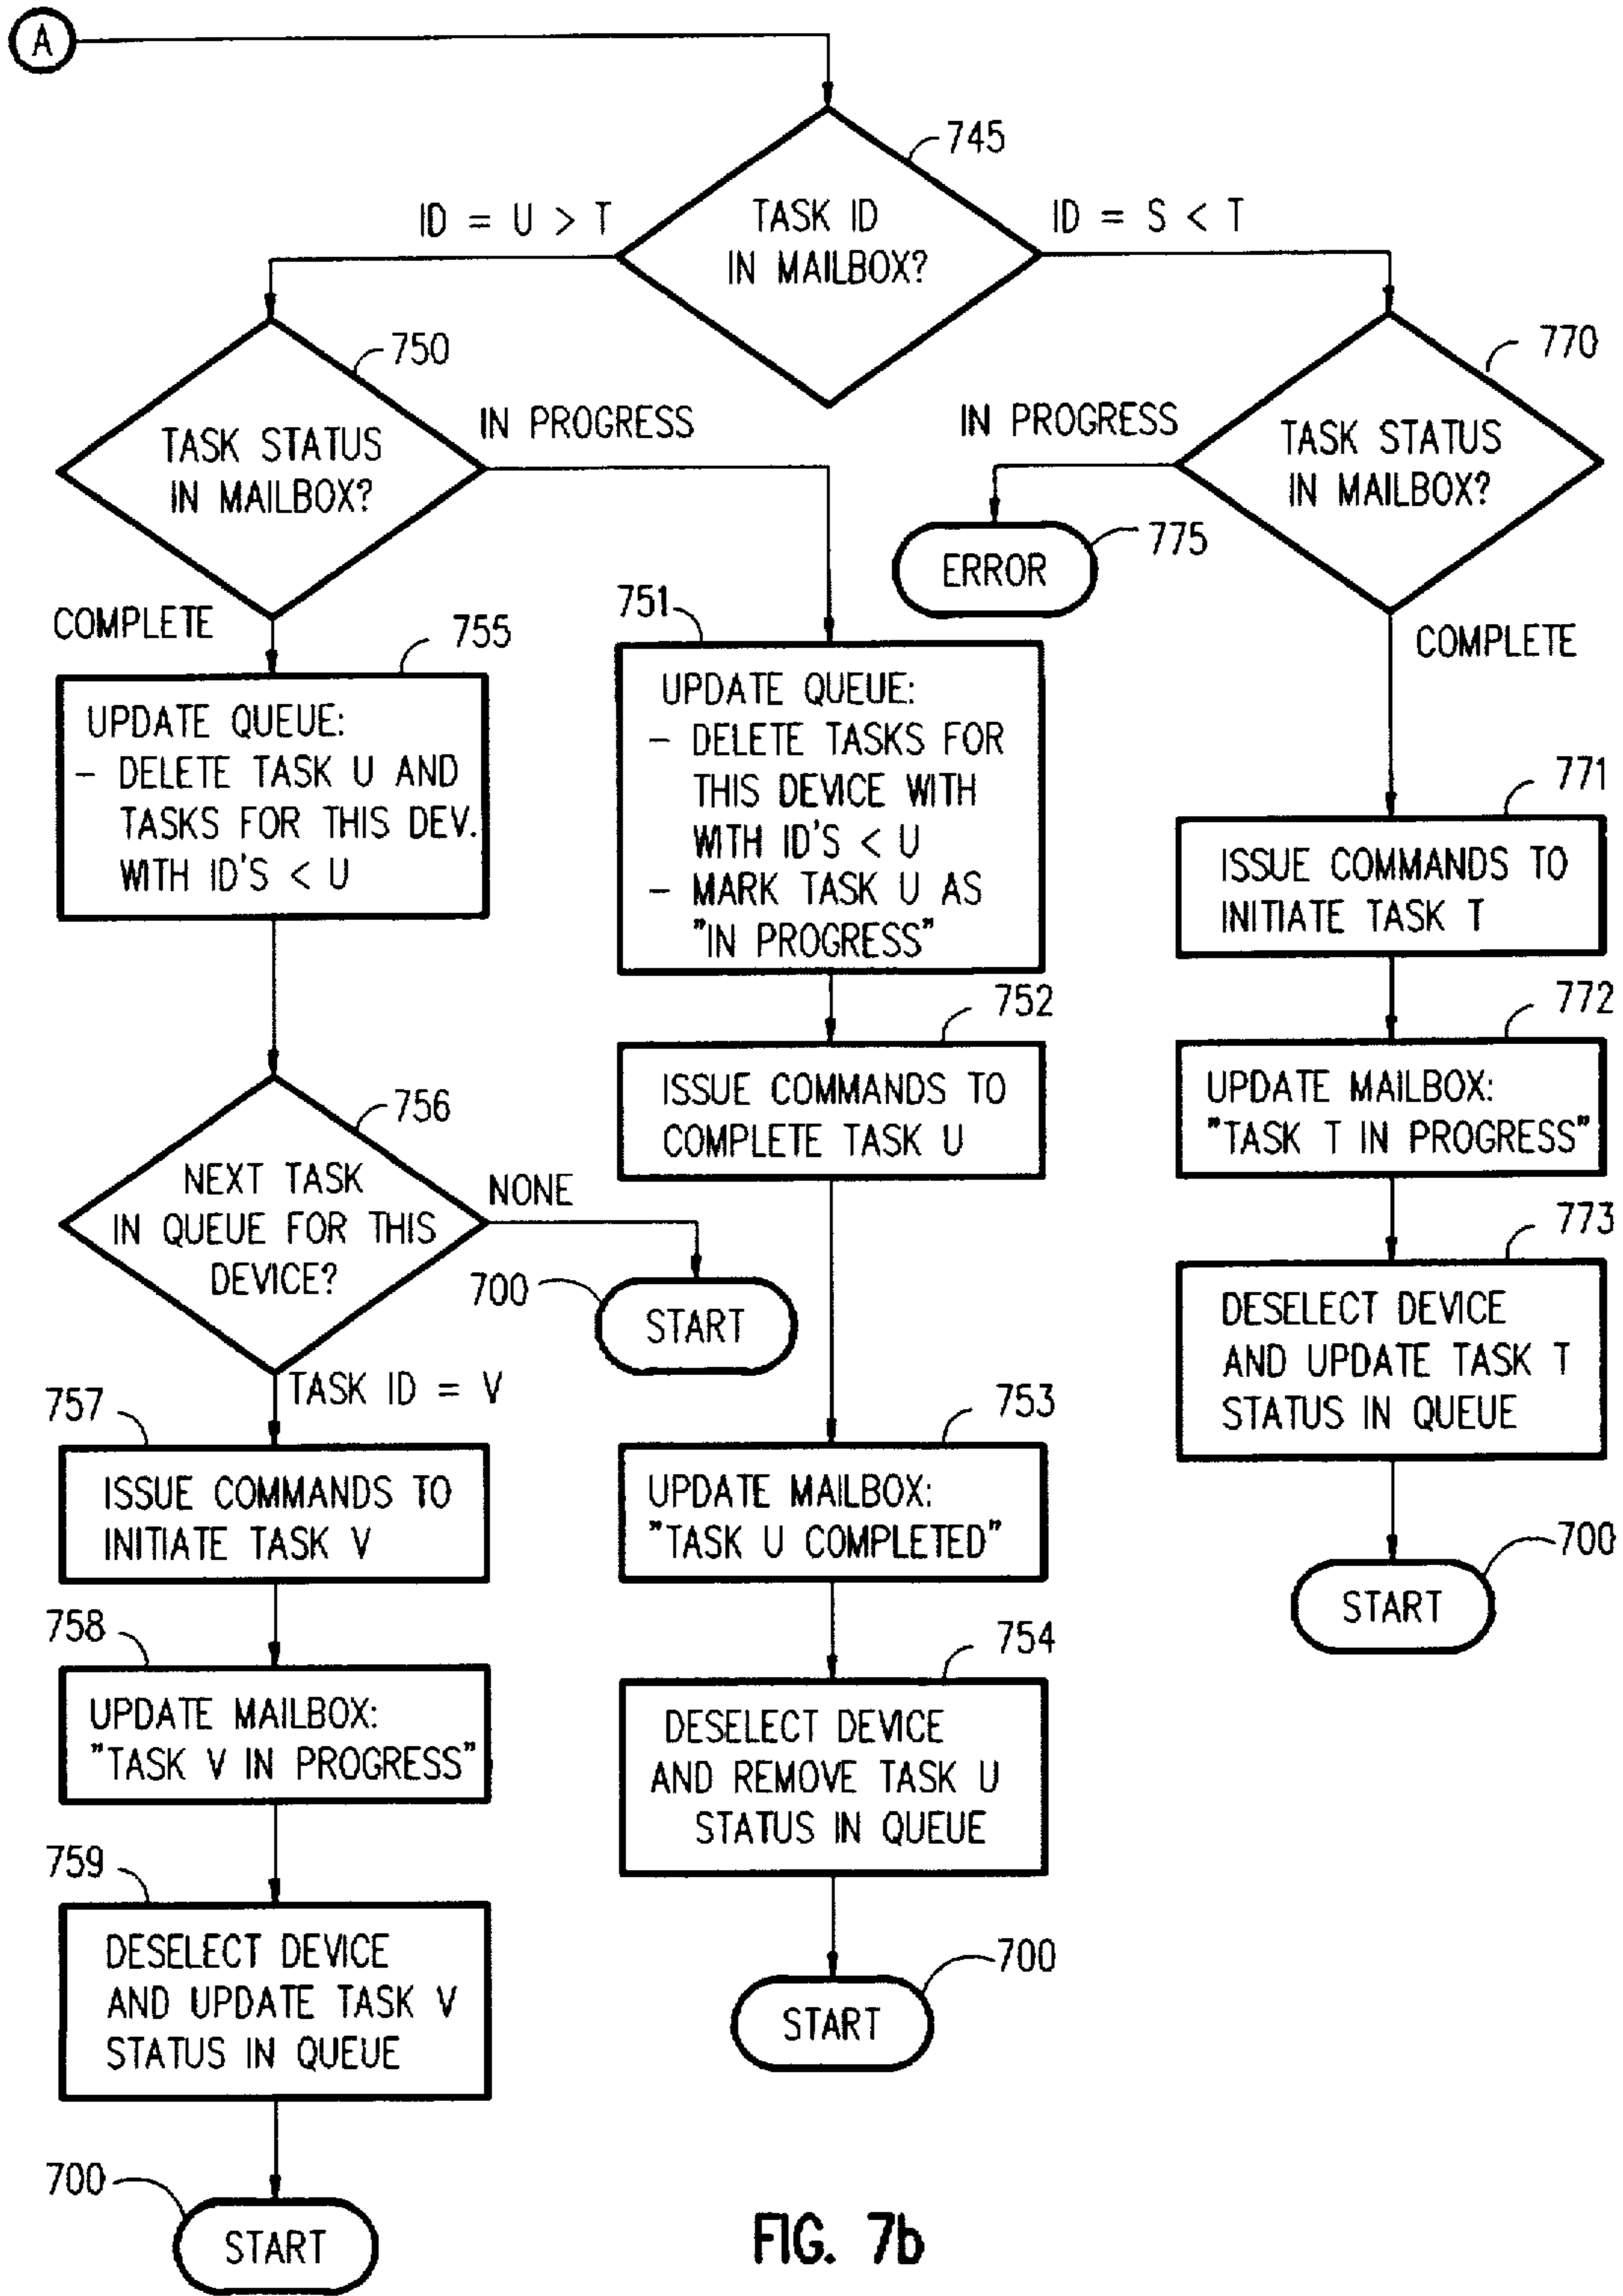 A
745
ID = U > T
TASK ID
IN MAILBOX?
ID = S < T
750
TASK STATUS
IN MAILBOX?
IN PROGRESS
COMPLETE
770
IN PROGRESS
TASK STATUS
IN MAILBOX?
ERROR
775
COMPLETE
755
UPDATE QUEUE:
- DELETE TASK U AND
TASKS FOR THIS DEV.
WITH ID'S < U
751
UPDATE QUEUE:
- DELETE TASKS FOR
THIS DEVICE WITH
WITH ID'S < U
- MARK TASK U AS
"IN PROGRESS"
771
ISSUE COMMANDS TO
INITIATE TASK T
752
ISSUE COMMANDS TO
COMPLETE TASK U
772
UPDATE MAILBOX:
"TASK T IN PROGRESS"
756
NEXT TASK
IN QUEUE FOR THIS
DEVICE?
NONE
700
START
TASK ID = V
773
DESELECT DEVICE
AND UPDATE TASK T
STATUS IN QUEUE
700
START
757
ISSUE COMMANDS TO
INITIATE TASK V
753
UPDATE MAILBOX:
"TASK U COMPLETED"
758
UPDATE MAILBOX:
"TASK V IN PROGRESS"
754
DESELECT DEVICE
AND REMOVE TASK U
STATUS IN QUEUE
759
DESELECT DEVICE
AND UPDATE TASK V
STATUS IN QUEUE
700
START
700
START
FIG. 7b